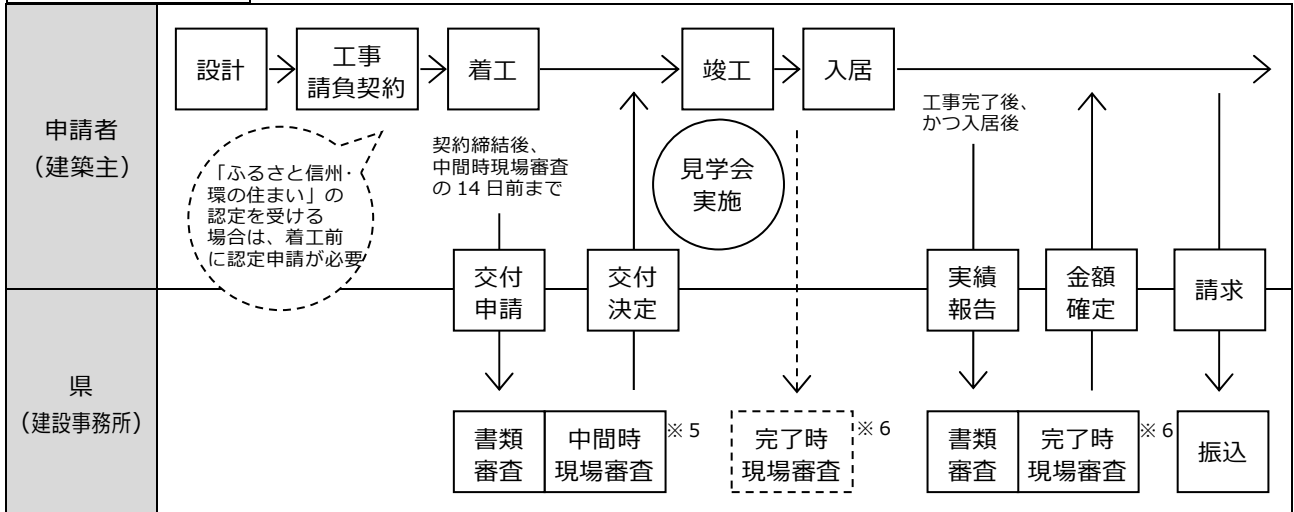 申請者
（建築主）
設計
工事
請負契約
着工
竣工
入居
「ふるさと信州・
環の住まい」の
認定を受ける
場合は、着工前
に認定申請が必要
契約締結後、
中間時現場審査
の 14 日前まで
見学会
実施
工事完了後、
かつ入居後
交付
申請
交付
決定
実績
報告
金額
確定
請求
県
（建設事務所）
書類
審査
中間時
現場審査
※５
完了時
現場審査
※６
書類
審査
完了時
現場審査
※６
振込